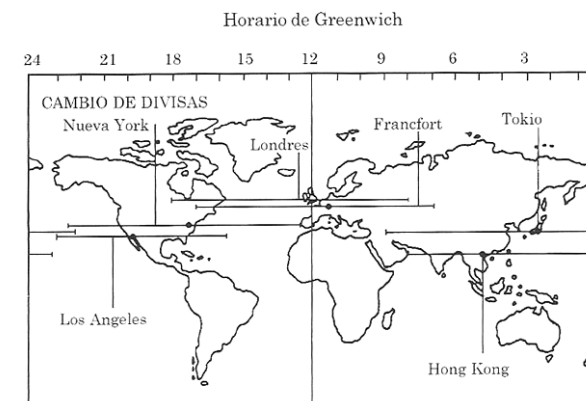 Horario de Greenwich
24 20 18 15 12 9 6 3
CAMBIO DE DIVISAS
Nueva York
Londres
Francfort
Tokio
Los Angeles
Hong Kong